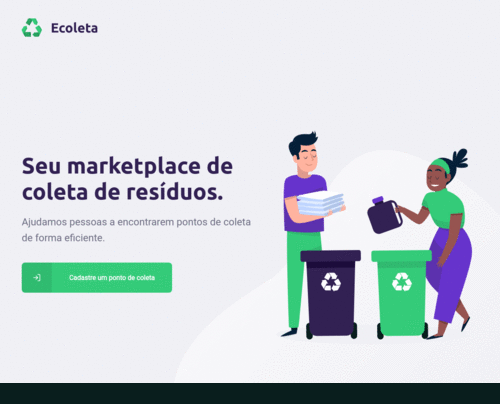 Ecoleta
Seu marketplace de
coleta de resíduos.
Ajudamos pessoas a encontrarem pontos de coleta
de forma eficiente.
Cadastre um ponto de coleta